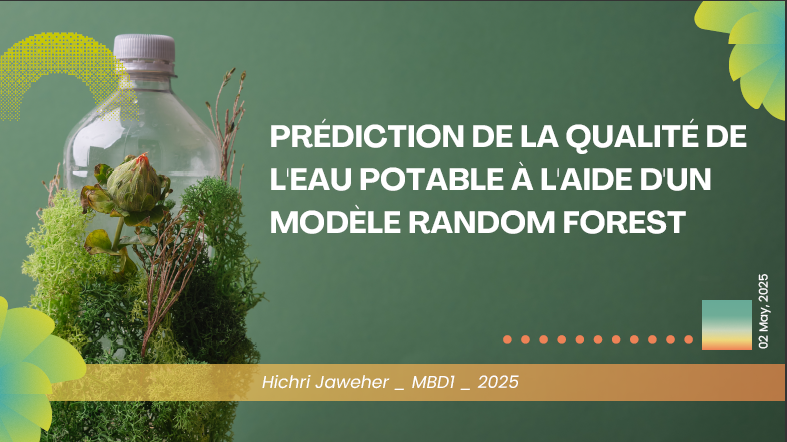 PRÉDICTION DE LA QUALITÉ DE
L'EAU POTABLE À L'AIDE D'UN
MODÈLE RANDOM FOREST
02 May, 2025
Hichri Jaweher _ MBD1 _ 2025